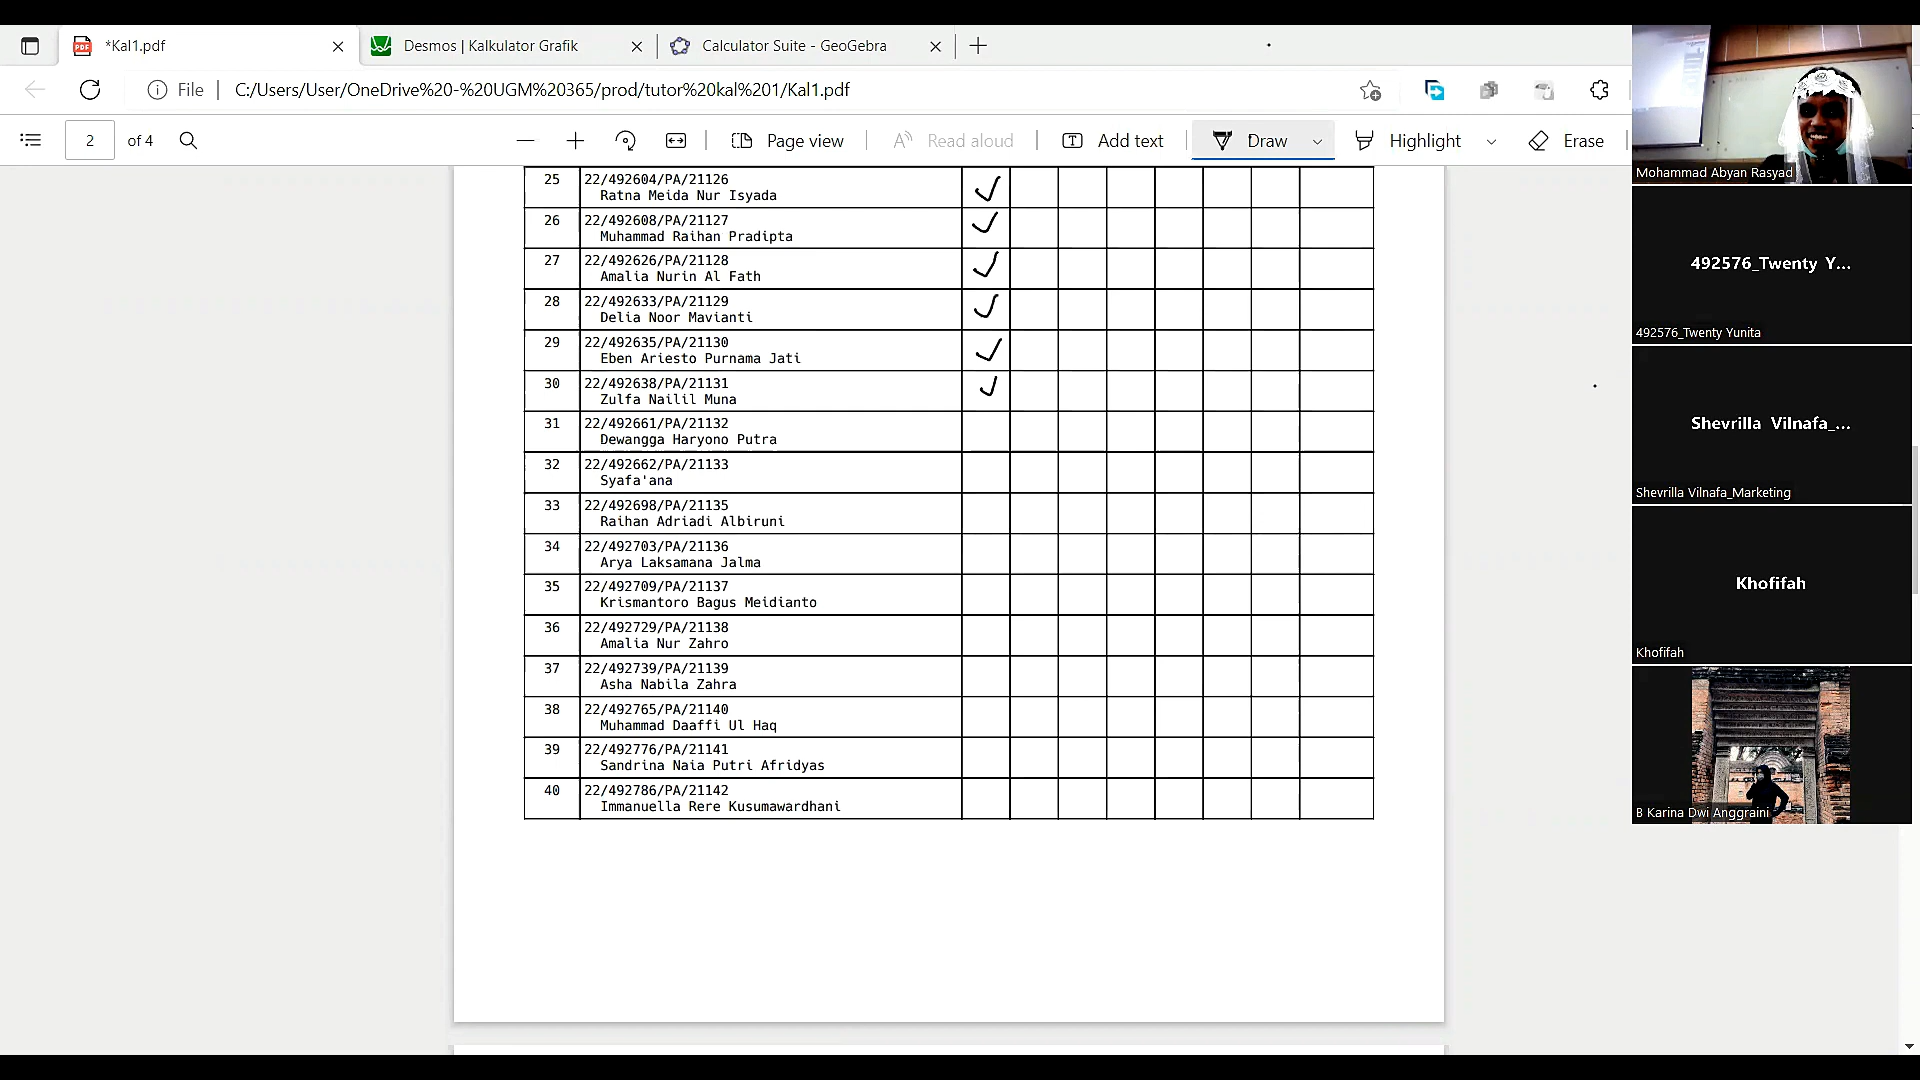 *Kal1.pdf
Desmos | Kalkulator Grafik
Calculator Suite - GeoGebra
File
C:/Users/User/OneDrive%20-%20UGM%20365/prod/tutor%20kal%201/Kal1.pdf
2 of 4
Page view
Read aloud
Add text
Draw
Highlight
Erase
25 22/492604/PA/21126
Ratna Meida Nur Isyada
26 22/492608/PA/21127
Muhammad Raihan Pradipta
27 22/492626/PA/21128
Amalia Nurin Al Fath
28 22/492633/PA/21129
Delia Noor Mavianti
29 22/492635/PA/21130
Eben Ariesto Purnama Jati
30 22/492638/PA/21131
Zulfa Nailil Muna
31 22/492661/PA/21132
Dewangga Haryono Putra
32 22/492662/PA/21133
Syafa'ana
33 22/492698/PA/21135
Raihan Adriadi Albiruni
34 22/492703/PA/21136
Arya Laksamana Jalma
35 22/492709/PA/21137
Krismantoro Bagus Meidianto
36 22/492729/PA/21138
Amalia Nur Zahro
37 22/492739/PA/21139
Asha Nabila Zahra
38 22/492765/PA/21140
Muhammad Daaffi Ul Haq
39 22/492776/PA/21141
Sandrina Naia Putri Afridyas
40 22/492786/PA/21142
Immanuella Rere Kusumawardhani
Mohammad Abyan Rasyad
492576_Twenty Y...
492576_Twenty Yunita
Shevrilla Vilnafa_...
Shevrilla Vilnafa_Marketing
Khofifah
Khofifah
B Karina Dwi Anggraini